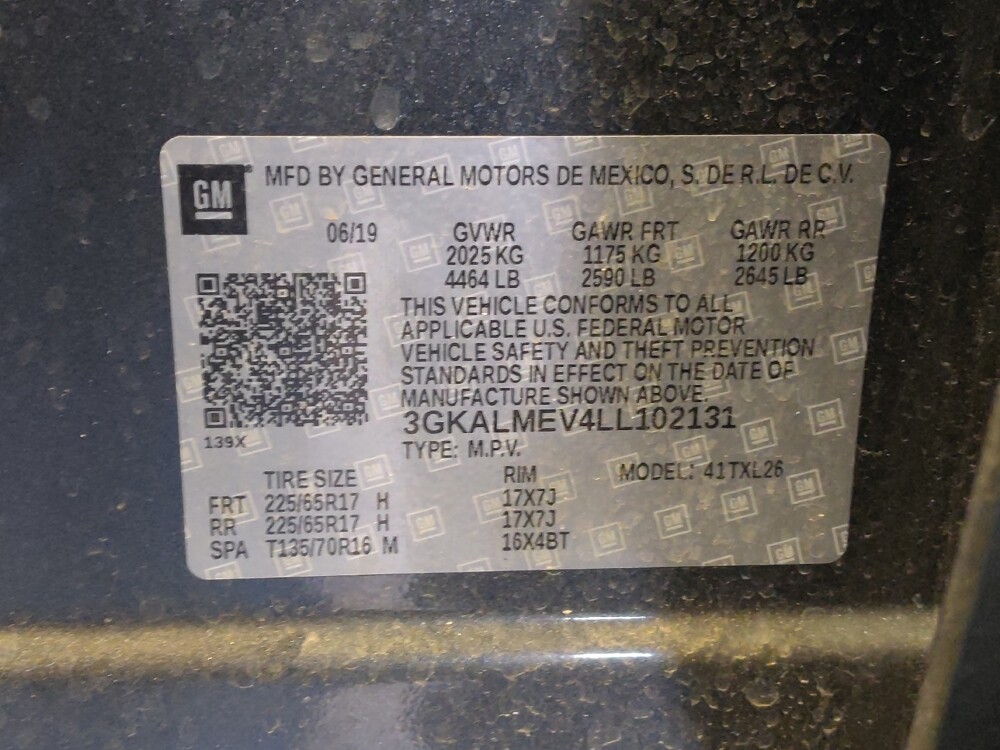 GM MFD BY GENERAL MOTORS DE MEXICO, S. DE R.L. DE C.V.
06/19 GVWR GAWR FRT GAWR RR
2025 KG 1175 KG 1200 KG
4464 LB 2590 LB 2645 LB
THIS VEHICLE CONFORMS TO ALL
APPLICABLE U.S. FEDERAL MOTOR
VEHICLE SAFETY AND THEFT PREVENTION
STANDARDS IN EFFECT ON THE DATE OF
MANUFACTURE SHOWN ABOVE.
3GKALMEV4LL102131
139X
TYPE: M.P.V.
TIRE SIZE RIM MODEL: 41TXL26
FRT 225/65R17 H 17X7J
RR 225/65R17 H 17X7J
SPA T135/70R16 M 16X4BT